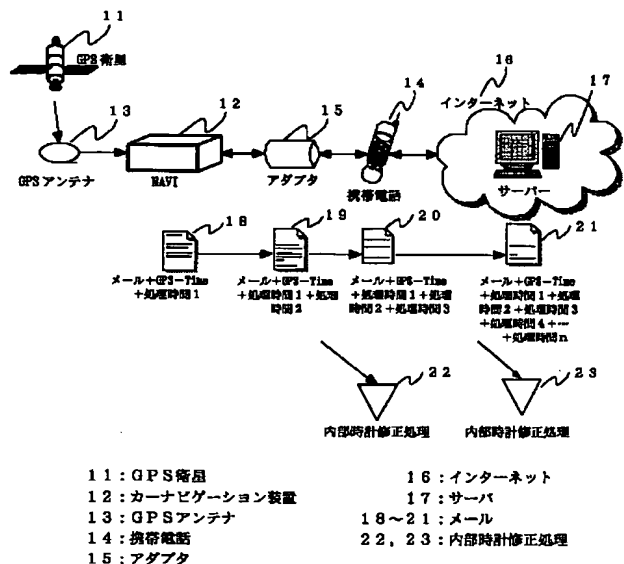 11
GPS衛星
16
17
インターネット
14
13
12
15
サーバー
GPSアンテナ
NAVI
アダプタ
携帯電話
18
19
20
21
メール+GPS-Time
+処理時間1
メール+GPS-Time
+処理時間1+処理
時間2
メール+GPS-Time
+処理時間1+処理
時間2+処理時間3
メール+GPS-Time
+処理時間1+処理
時間2+処理時間3
+処理時間4+…
+処理時間n
22
23
内部時計修正処理
内部時計修正処理
11:GPS衛星
12:カーナビゲーション装置
13:GPSアンテナ
14:携帯電話
15:アダプタ
16:インターネット
17:サーバ
18～21:メール
22,23:内部時計修正処理